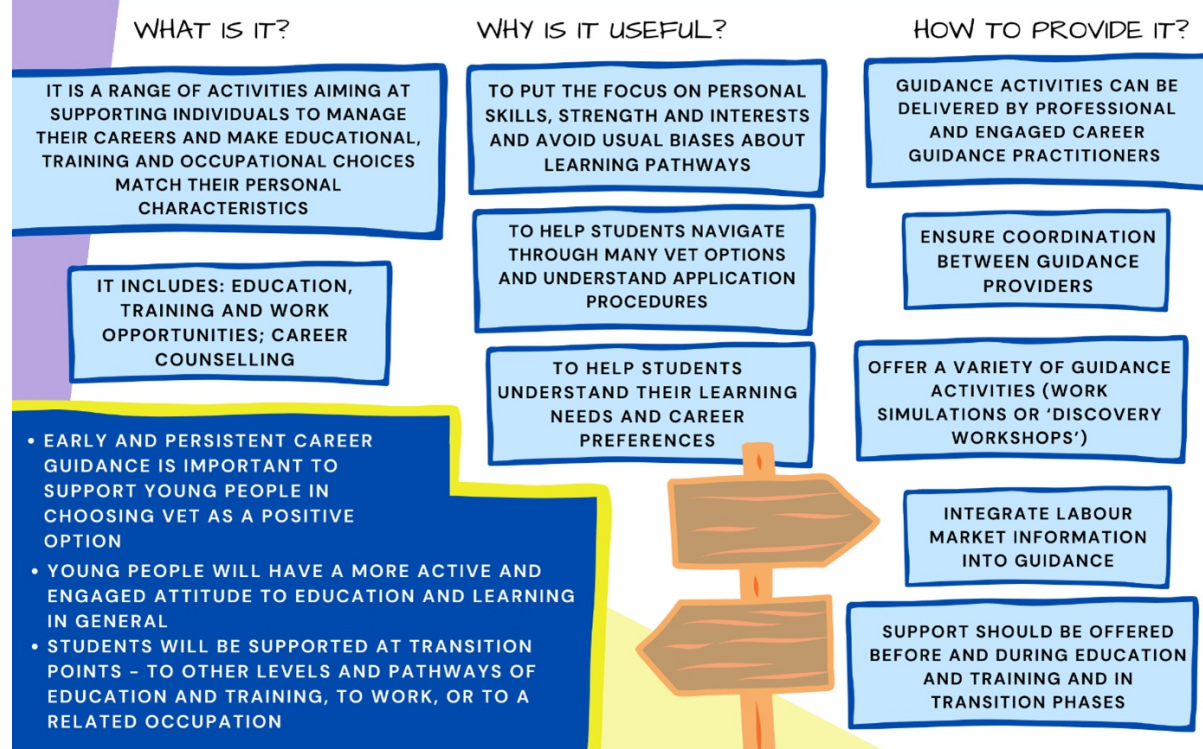 WHAT IS IT?
IT IS A RANGE OF ACTIVITIES AIMING AT
SUPPORTING INDIVIDUALS TO MANAGE
THEIR CAREERS AND MAKE EDUCATIONAL,
TRAINING AND OCCUPATIONAL CHOICES
MATCH THEIR PERSONAL
CHARACTERISTICS
IT INCLUDES: EDUCATION,
TRAINING AND WORK
OPPORTUNITIES; CAREER
COUNSELLING
WHY IS IT USEFUL?
TO PUT THE FOCUS ON PERSONAL
SKILLS, STRENGTH AND INTERESTS
AND AVOID USUAL BIASES ABOUT
LEARNING PATHWAYS
TO HELP STUDENTS NAVIGATE
THROUGH MANY VET OPTIONS
AND UNDERSTAND APPLICATION
PROCEDURES
TO HELP STUDENTS
UNDERSTAND THEIR LEARNING
NEEDS AND CAREER
PREFERENCES
HOW TO PROVIDE IT?
GUIDANCE ACTIVITIES CAN BE
DELIVERED BY PROFESSIONAL
AND ENGAGED CAREER
GUIDANCE PRACTITIONERS
ENSURE COORDINATION
BETWEEN GUIDANCE
PROVIDERS
OFFER A VARIETY OF GUIDANCE
ACTIVITIES (WORK
SIMULATIONS OR ‘DISCOVERY
WORKSHOPS’)
INTEGRATE LABOUR
MARKET INFORMATION
INTO GUIDANCE
SUPPORT SHOULD BE OFFERED
BEFORE AND DURING EDUCATION
AND TRAINING AND IN
TRANSITION PHASES
• EARLY AND PERSISTENT CAREER
GUIDANCE IS IMPORTANT TO
SUPPORT YOUNG PEOPLE IN
CHOOSING VET AS A POSITIVE
OPTION
• YOUNG PEOPLE WILL HAVE A MORE ACTIVE AND
ENGAGED ATTITUDE TO EDUCATION AND LEARNING
IN GENERAL
• STUDENTS WILL BE SUPPORTED AT TRANSITION
POINTS – TO OTHER LEVELS AND PATHWAYS OF
EDUCATION AND TRAINING, TO WORK, OR TO A
RELATED OCCUPATION